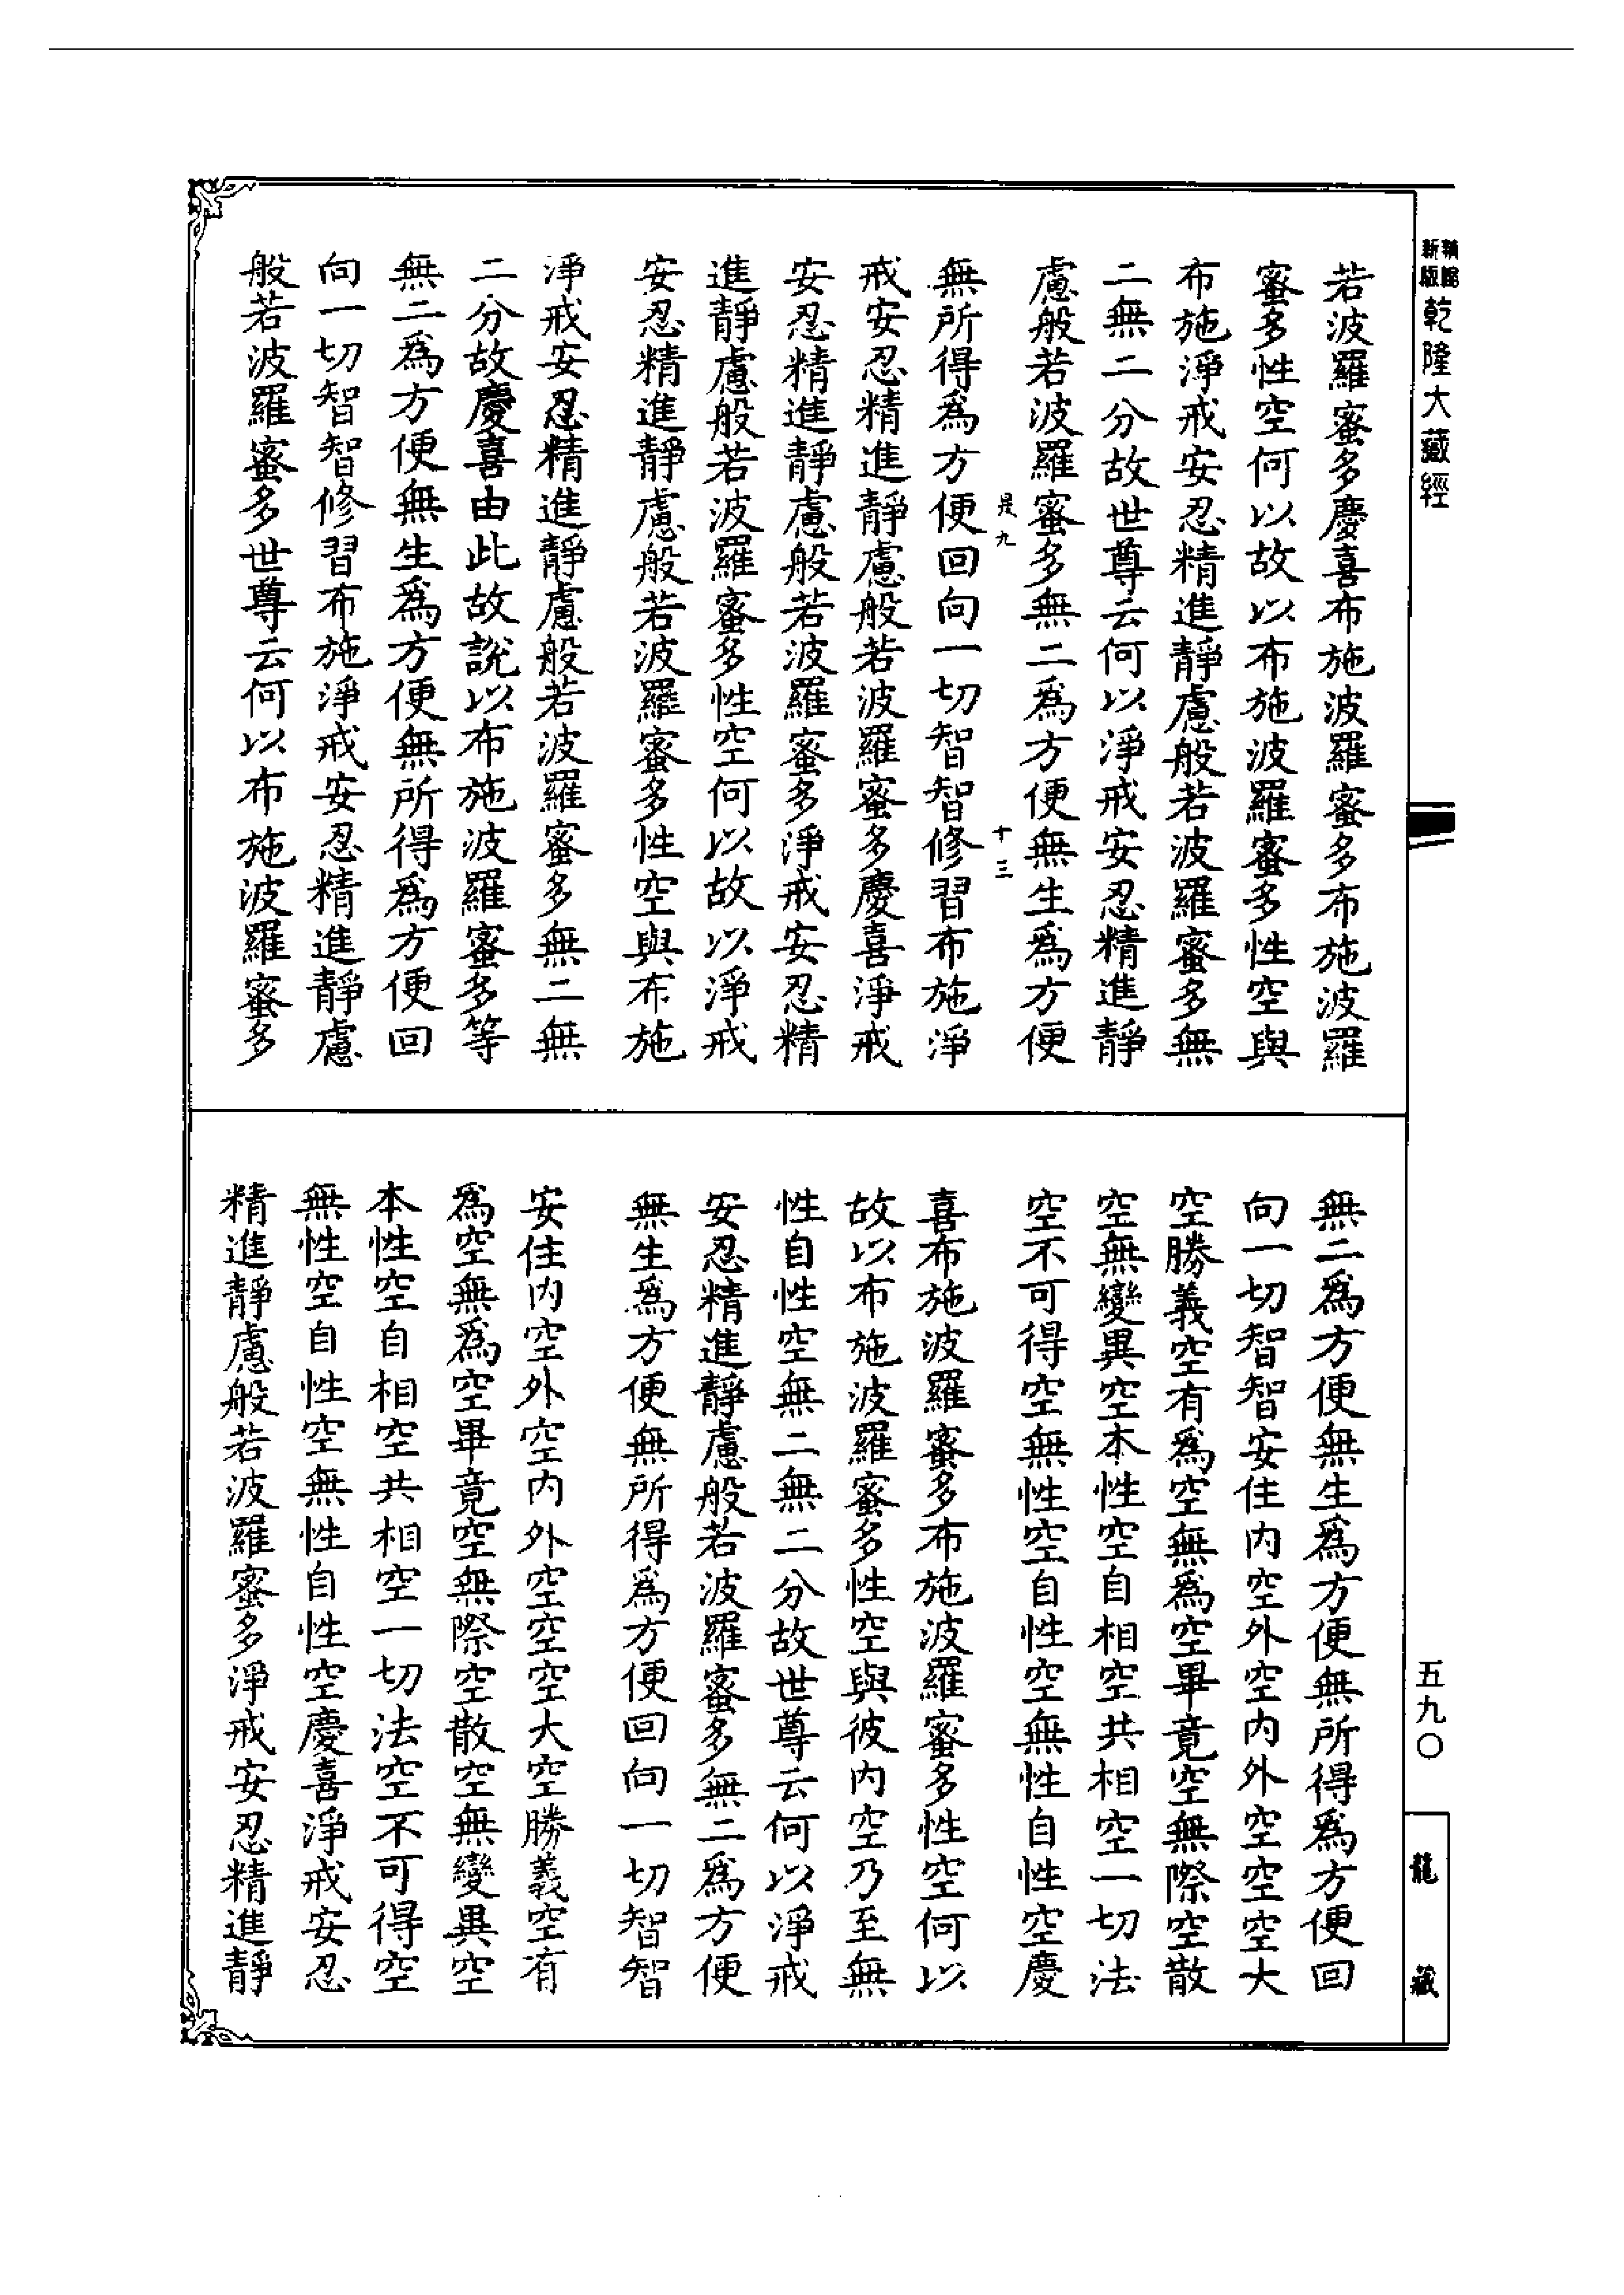 新版
乾隆大藏經
若波羅蜜多慶喜布施波羅蜜多布施波羅
蜜多性空何以故以布施波羅蜜多性空與
布施淨戒安忍精進靜慮般若波羅蜜多無
二無二分故世尊云何以淨戒安忍精進靜
慮般若波羅蜜多無二為方便無生為方便
是九 十三
無所得為方便回向一切智智修習布施淨
戒安忍精進靜慮般若波羅蜜多慶喜淨戒
安忍精進靜慮般若波羅蜜多淨戒安忍精
進靜慮般若波羅蜜多性空何以故以淨戒
安忍精進靜慮般若波羅蜜多性空與布施
淨戒安忍精進靜慮般若波羅蜜多無二無
二分故慶喜由此故說以布施波羅蜜多等
無二為方便無生為方便無所得為方便回
向一切智智修習布施淨戒安忍精進靜慮
般若波羅蜜多世尊云何以布施波羅蜜多
無二為方便無生為方便無所得為方便回
向一切智智安住內空外空內外空空空大
空勝義空有為空無為空畢竟空無際空散
空無變異空本性空自相空共相空一切法
空不可得空無性空自性空無性自性空慶
喜布施波羅蜜多布施波羅蜜多性空何以
故以布施波羅蜜多性空與彼內空乃至無
性自性空無二無二分故世尊云何以淨戒
安忍精進靜慮般若波羅蜜多無二為方便
無生為方便無所得為方便回向一切智智
安住內空外空內外空空空大空勝義空有
為空無為空畢竟空無際空散空無變異空
本性空自相空共相空一切法空不可得空
無性空自性空無性自性空慶喜淨戒安忍
精進靜慮般若波羅蜜多淨戒安忍精進靜
五九〇
龍藏